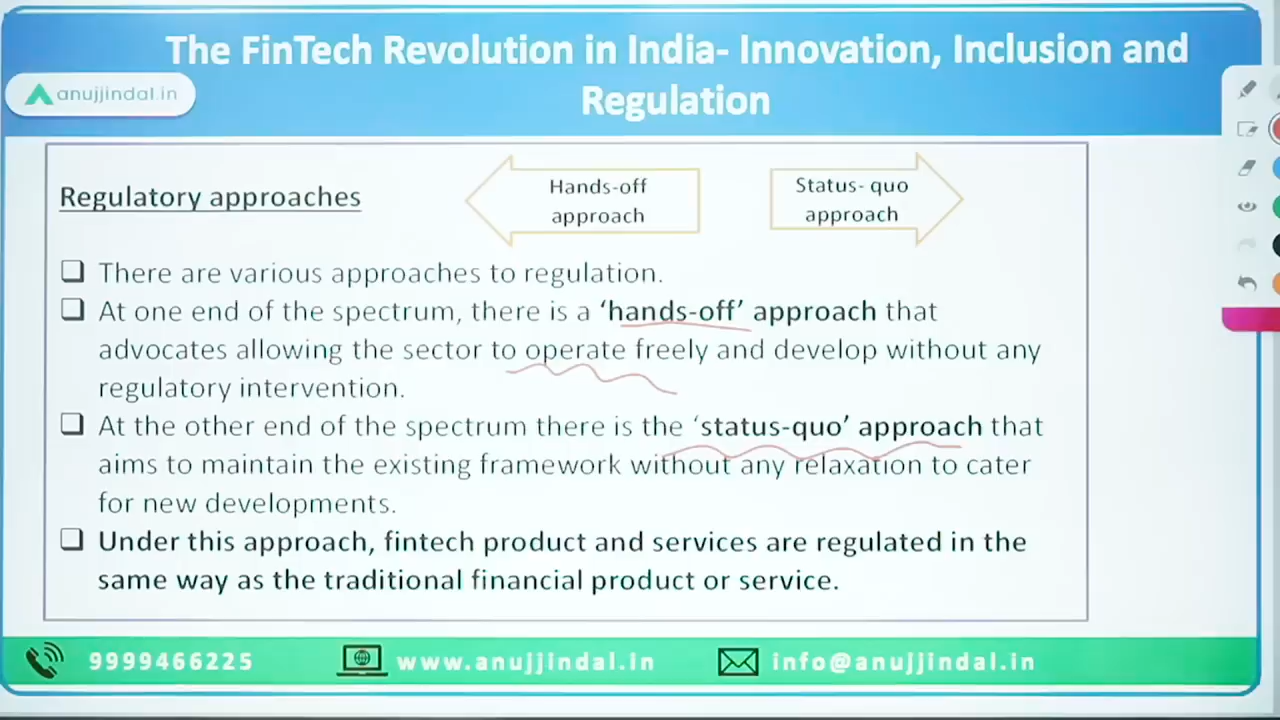 The FinTech Revolution in India- Innovation, Inclusion and
Regulation
anujjindal.in
Regulatory approaches
Hands-off
approach
Status- quo
approach
❑ There are various approaches to regulation.
❑ At one end of the spectrum, there is a ‘hands-off’ approach that
advocates allowing the sector to operate freely and develop without any
regulatory intervention.
❑ At the other end of the spectrum there is the ‘status-quo’ approach that
aims to maintain the existing framework without any relaxation to cater
for new developments.
❑ Under this approach, fintech product and services are regulated in the
same way as the traditional financial product or service.
9999466225
www.anujjindal.in
info@anujjindal.in